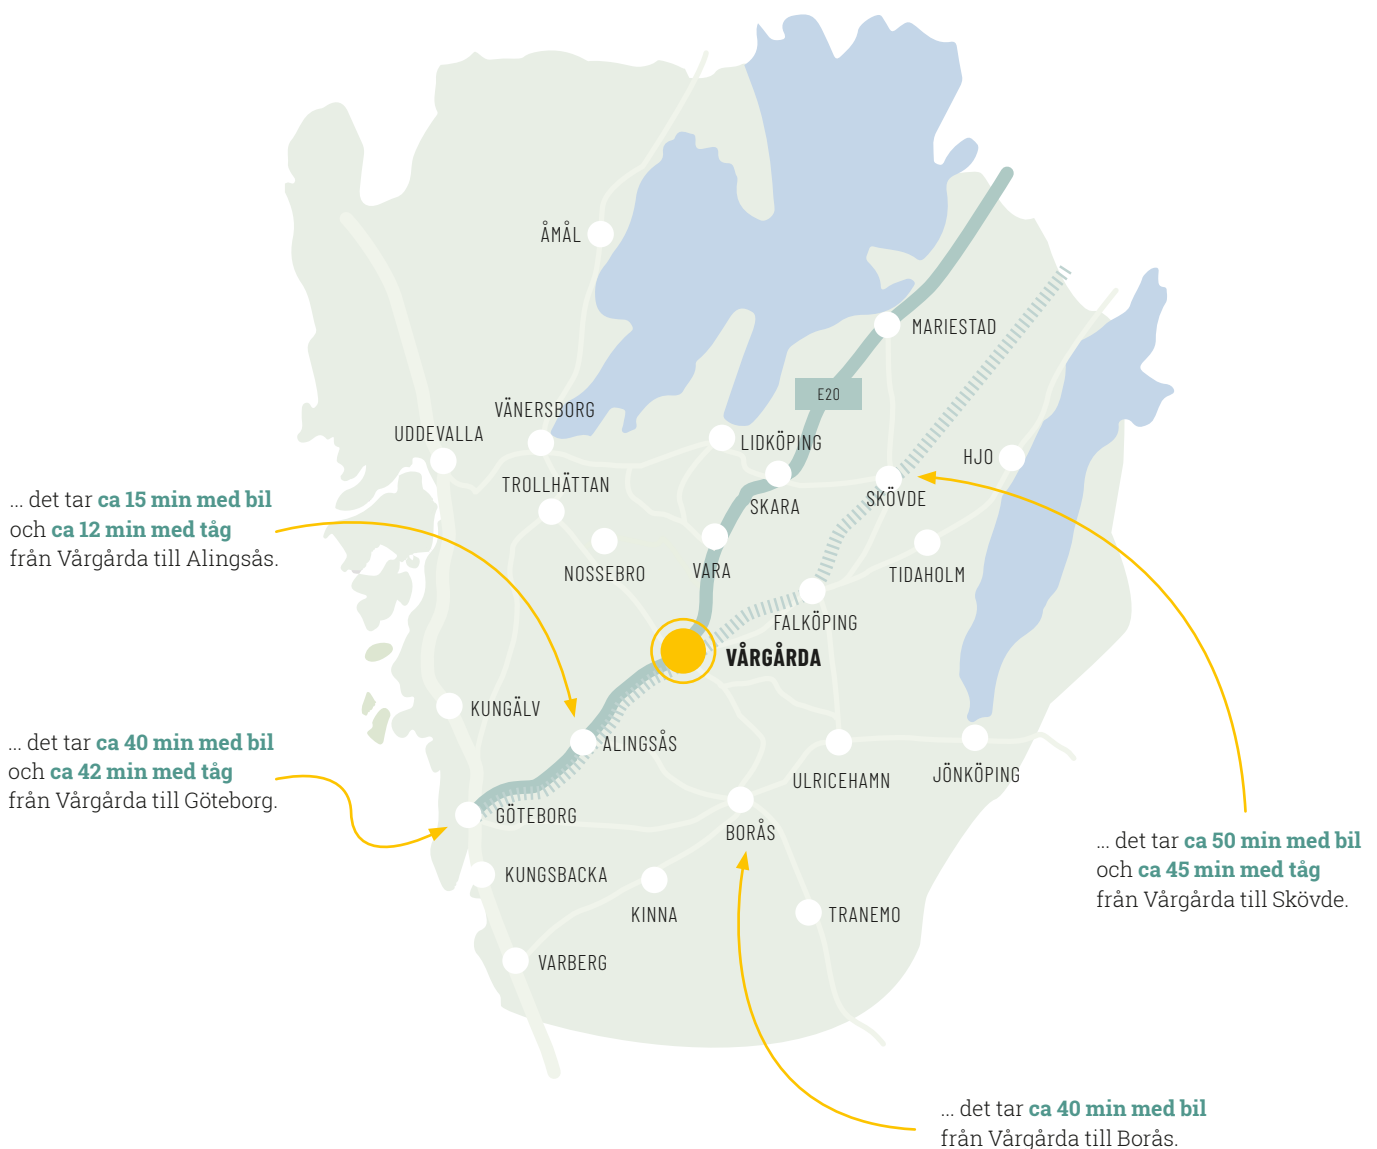 ÅMÅL
MARIESTAD
E20
VÄNERSBORG
UDDEVALLA
LIDKÖPING
HJO
TROLLHÄTTAN
SKÖVDE
SKARA
... det tar ca 15 min med bil
och ca 12 min med tåg
från Vårgårda till Alingsås.
NOSSEBRO
VARA
TIDAHOLM
FALKÖPING
VÅRGÅRDA
KUNGÄLV
ALINGSÅS
... det tar ca 40 min med bil
och ca 42 min med tåg
från Vårgårda till Göteborg.
ULRICEHAMN
JÖNKÖPING
GÖTEBORG
BORÅS
... det tar ca 50 min med bil
och ca 45 min med tåg
från Vårgårda till Skövde.
KUNGSBACKA
KINNA
TRANEMO
VARBERG
... det tar ca 40 min med bil
från Vårgårda till Borås.